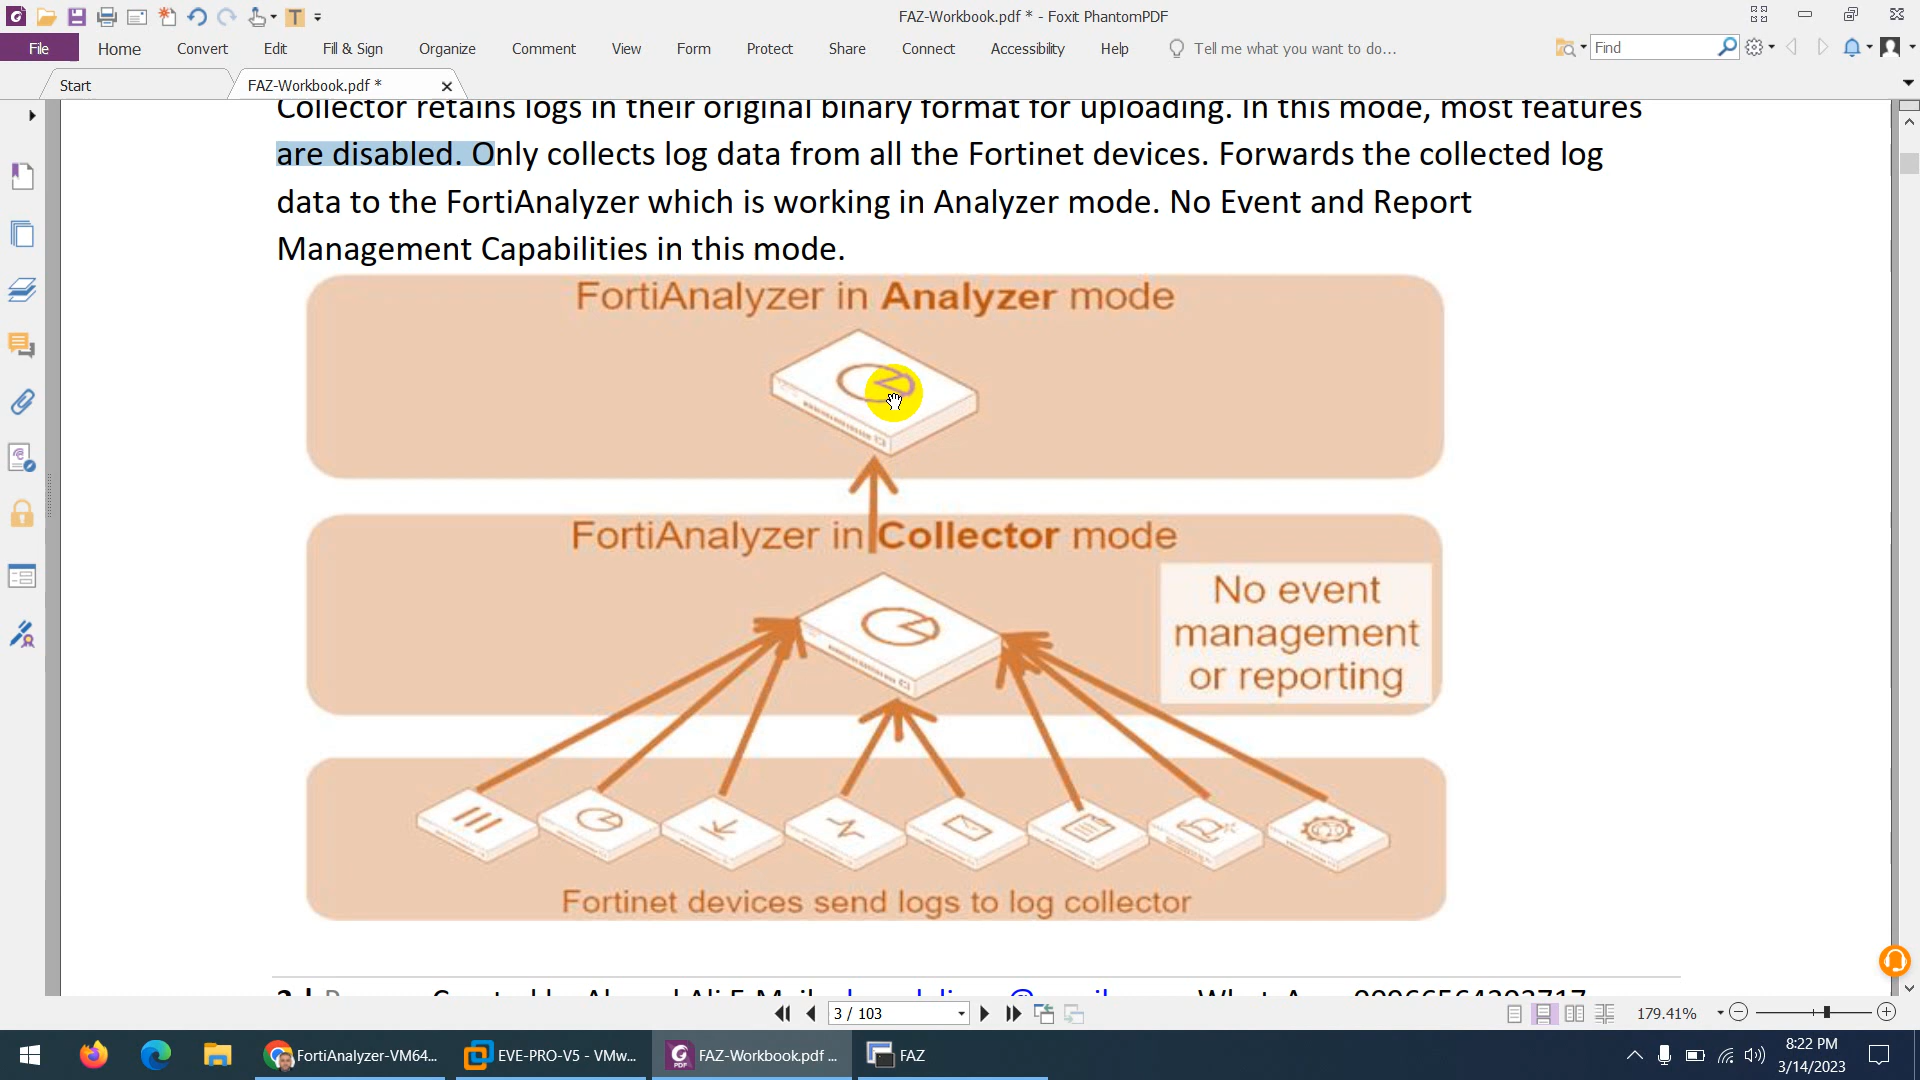 FAZ-Workbook.pdf * - Foxit PhantomPDF
File Home Convert Edit Fill & Sign Organize Comment View Form Protect Share Connect Accessibility Help Tell me what you want to do... Find
Start FAZ-Workbook.pdf *
Collector retains logs in their original binary format for uploading. In this mode, most features
are disabled. Only collects log data from all the Fortinet devices. Forwards the collected log
data to the FortiAnalyzer which is working in Analyzer mode. No Event and Report
Management Capabilities in this mode.
FortiAnalyzer in Analyzer mode
FortiAnalyzer in Collector mode
No event
management
or reporting
Fortinet devices send logs to log collector
3 / 103
179.41%
FortiAnalyzer-VM64... EVE-PRO-V5 - VMw... FAZ-Workbook.pdf ... FAZ
8:22 PM
3/14/2023